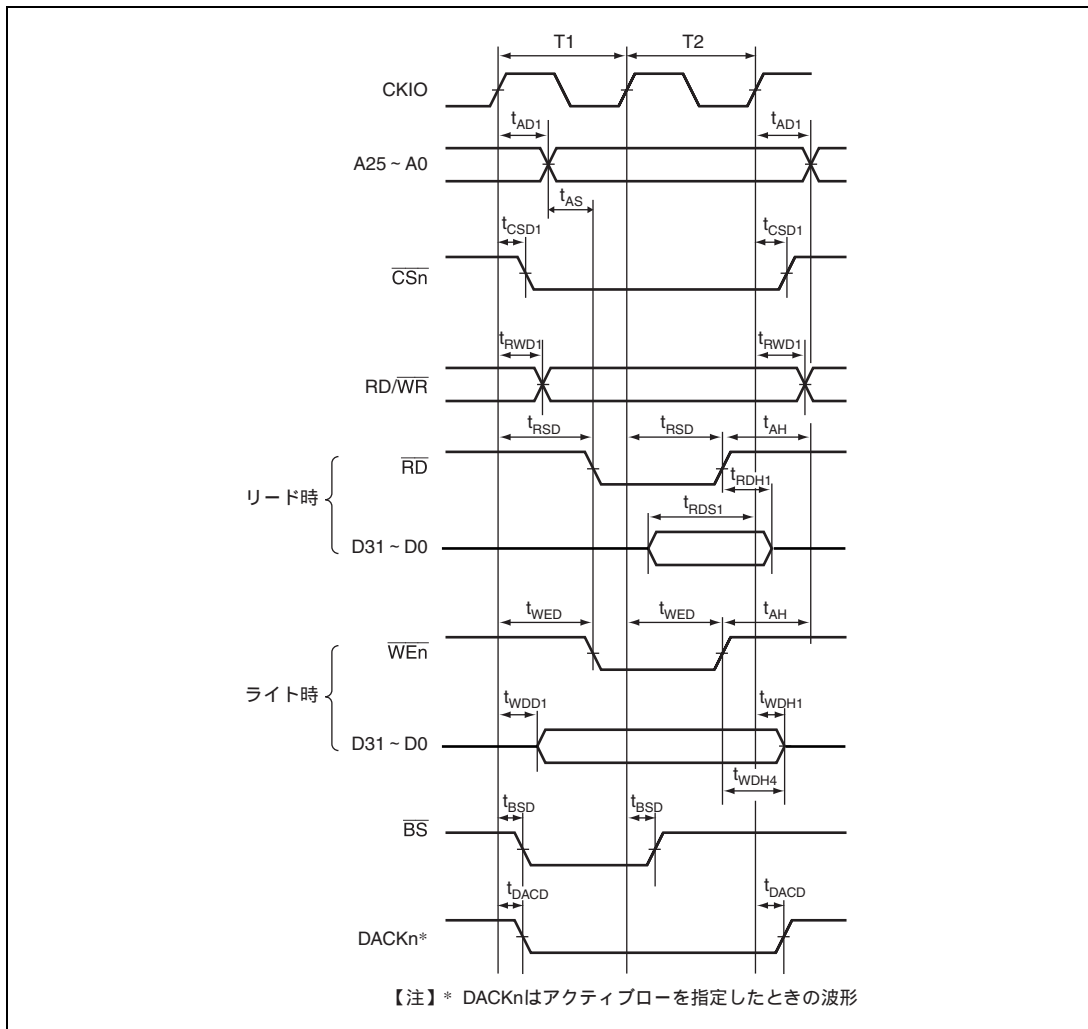 T1 T2
CKIO
tAD1 tAD1
A25 ~ A0
tAS
tCSD1 tCSD1
CSn
tRWD1 tRWD1
RD/WR
tRSD tRSD tAH
RD
tRDH1
リード時
tRDS1
D31 ~ D0
tWED tWED tAH
WEn
ライト時
tWDD1 tWDH1
D31 ~ D0
tWDH4
tBSD tBSD
BS
tDACD tDACD
DACKn*
【注】* DACKnはアクティブローを指定したときの波形